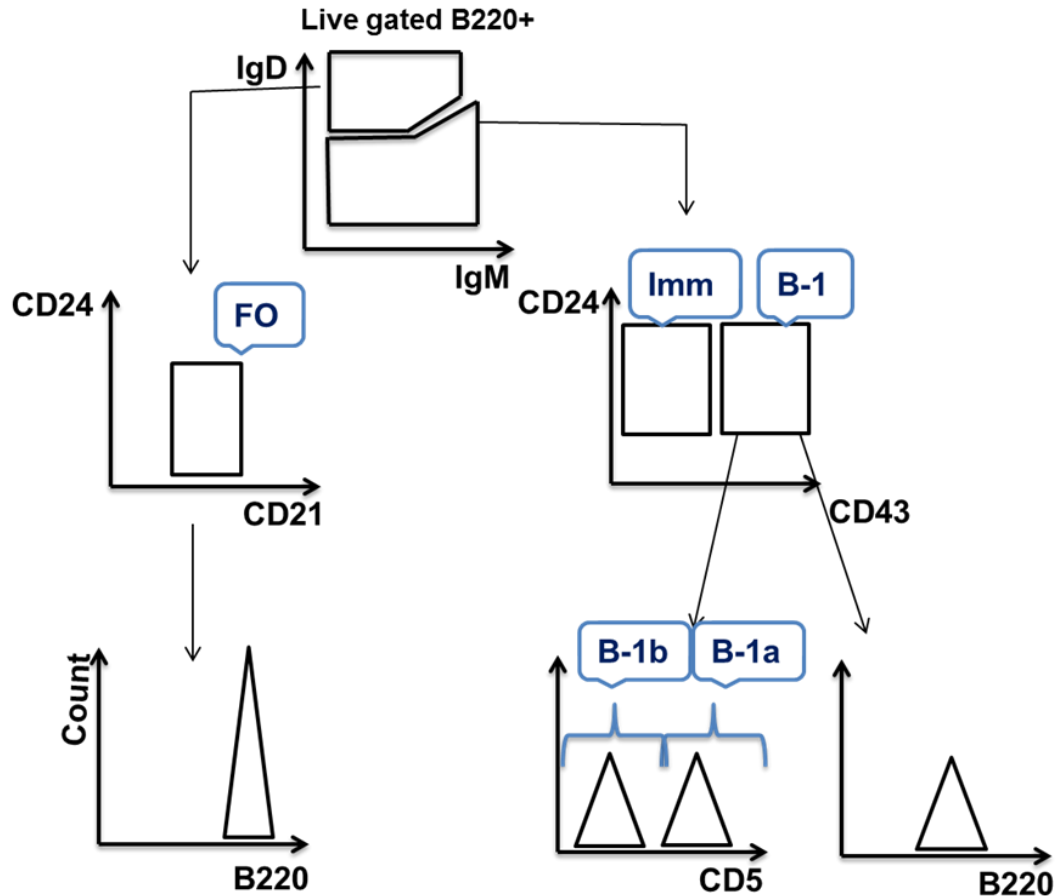 Live gated B220+
IgD
IgM
CD24
FO
CD21
CD24
Imm
B-1
CD43
Count
B220
B-1b
B-1a
CD5
B220